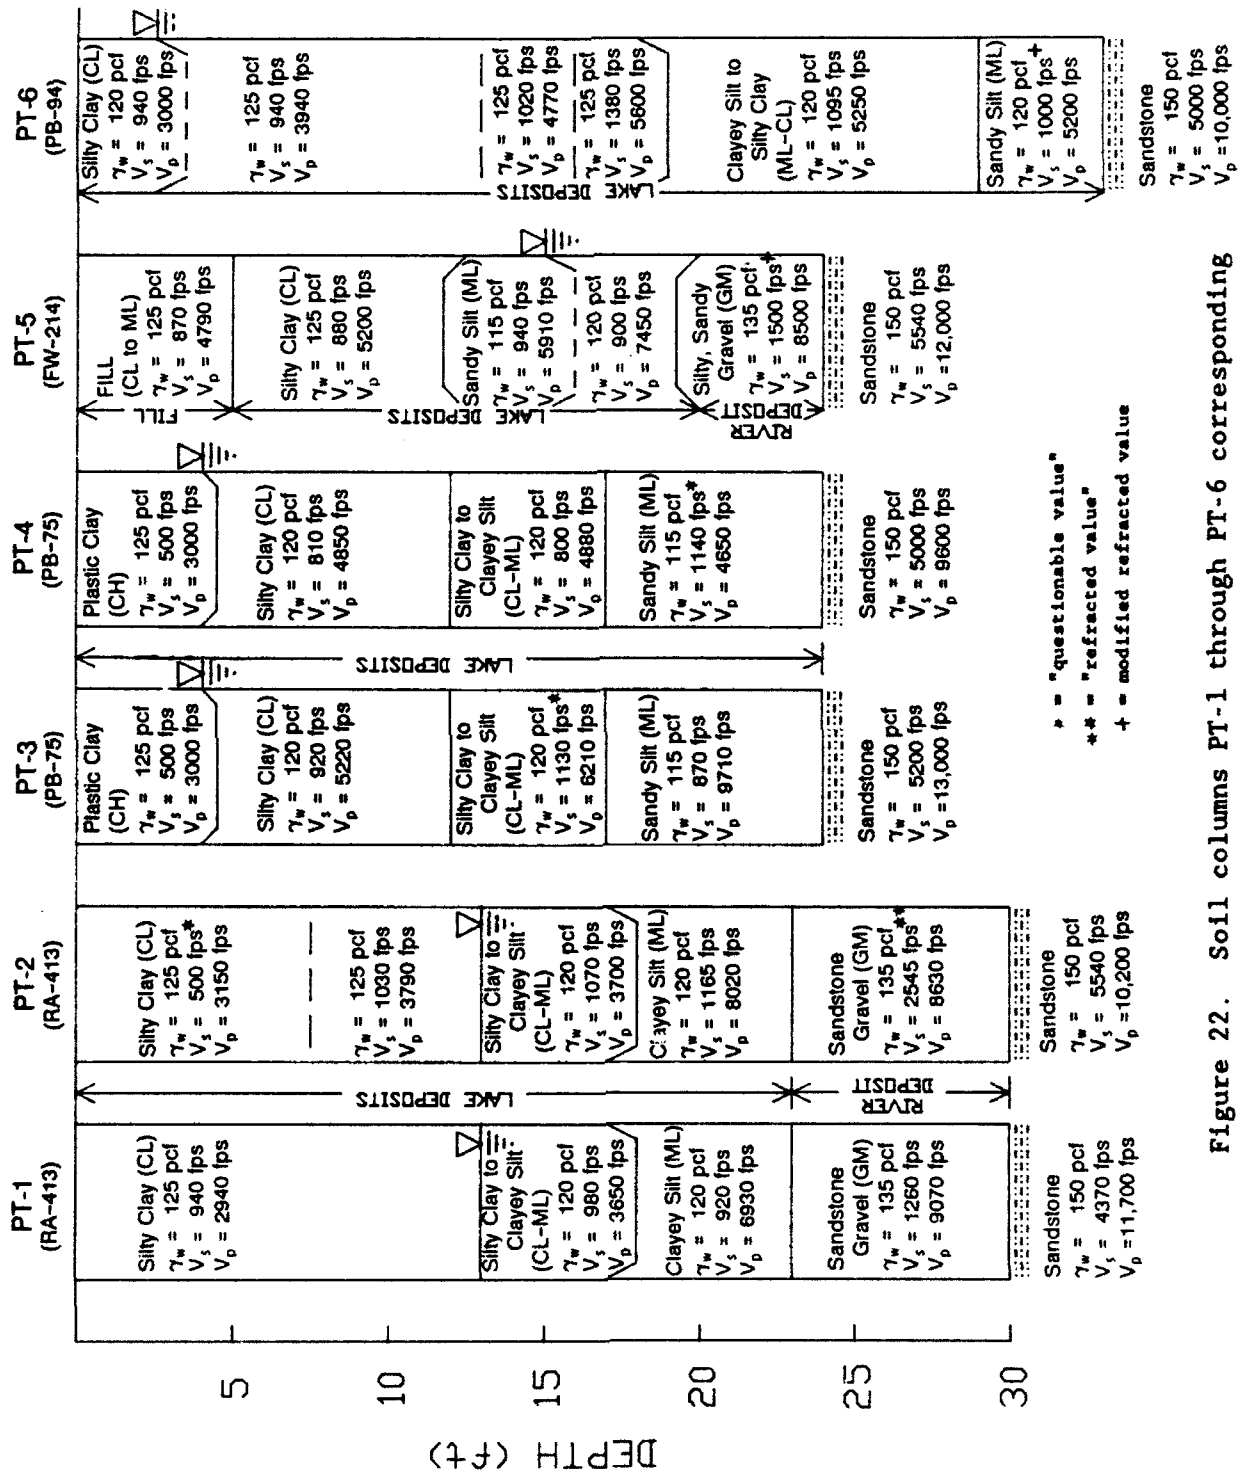 PT-1
(RA-413)
Silty Clay (CL)
γw = 125 pcf
Vs = 940 fps
Vp = 2940 fps
Silty Clay to
Clayey Silt
(CL-ML)
γw = 120 pcf
Vs = 980 fps
Vp = 3650 fps
Clayey Silt (ML)
γw = 120 pcf
Vs = 920 fps
Vp = 6930 fps
Sandstone
Gravel (GM)
γw = 135 pcf
Vs = 1260 fps
Vp = 9070 fps
Sandstone
γw = 150 pcf
Vs = 4370 fps
Vp = 11,700 fps
LAKE DEPOSITS
RIVER
DEPOSIT
PT-2
(RA-413)
Silty Clay (CL)
γw = 125 pcf
Vs = 500 fps*
Vp = 3150 fps
γw = 125 pcf
Vs = 1030 fps
Vp = 3790 fps
Silty Clay to
Clayey Silt
(CL-ML)
γw = 120 pcf
Vs = 1070 fps
Vp = 3700 fps
Clayey Silt (ML)
γw = 120 pcf
Vs = 1165 fps
Vp = 8020 fps
Sandstone
Gravel (GM)
γw = 135 pcf
Vs = 2545 fps**
Vp = 8630 fps
Sandstone
γw = 150 pcf
Vs = 5540 fps
Vp = 10,200 fps
PT-3
(PB-75)
Plastic Clay
(CH)
γw = 125 pcf
Vs = 500 fps
Vp = 3000 fps
Silty Clay (CL)
γw = 120 pcf
Vs = 920 fps
Vp = 5220 fps
Silty Clay to
Clayey Silt
(CL-ML)
γw = 120 pcf
Vs = 1130 fps*
Vp = 6210 fps
Sandy Silt (ML)
γw = 115 pcf
Vs = 870 fps
Vp = 9710 fps
Sandstone
γw = 150 pcf
Vs = 5200 fps
Vp = 13,000 fps
LAKE DEPOSITS
PT-4
(PB-75)
Plastic Clay
(CH)
γw = 125 pcf
Vs = 500 fps
Vp = 3000 fps
Silty Clay (CL)
γw = 120 pcf
Vs = 810 fps
Vp = 4850 fps
Silty Clay to
Clayey Silt
(CL-ML)
γw = 120 pcf
Vs = 800 fps
Vp = 4880 fps
Sandy Silt (ML)
γw = 115 pcf
Vs = 1140 fps*
Vp = 4650 fps
Sandstone
γw = 150 pcf
Vs = 5000 fps
Vp = 9600 fps
PT-5
(FW-214)
FILL
LAKE DEPOSITS
RIVER
DEPOSIT
FILL
(CL to ML)
γw = 125 pcf
Vs = 870 fps
Vp = 4790 fps
Silty Clay (CL)
γw = 125 pcf
Vs = 880 fps
Vp = 5200 fps
Sandy Silt (ML)
γw = 115 pcf
Vs = 940 fps
Vp = 5910 fps
γw = 120 pcf
Vs = 900 fps
Vp = 7450 fps
Silty, Sandy
Gravel (GM)
γw = 135 pcf
Vs = 1500 fps+
Vp = 8500 fps
Sandstone
γw = 150 pcf
Vs = 5540 fps
Vp = 12,000 fps
PT-6
(PB-94)
LAKE DEPOSITS
Silty Clay (CL)
γw = 120 pcf
Vs = 940 fps
Vp = 3000 fps
γw = 125 pcf
Vs = 940 fps
Vp = 3940 fps
γw = 125 pcf
Vs = 1020 fps
Vp = 4770 fps
γw = 125 pcf
Vs = 1380 fps
Vp = 5600 fps
Clayey Silt to
Silty Clay
(ML-CL)
γw = 120 pcf
Vs = 1095 fps
Vp = 5250 fps
Sandy Silt (ML)
γw = 120 pcf
Vs = 1000 fps+
Vp = 5200 fps
Sandstone
γw = 150 pcf
Vs = 5000 fps
Vp = 10,000 fps
5
10
15
20
25
30
DEPTH (ft)
* = "questionable value"
** = "refracted value"
+ = modified refracted value
Figure 22. Soil columns PT-1 through PT-6 corresponding